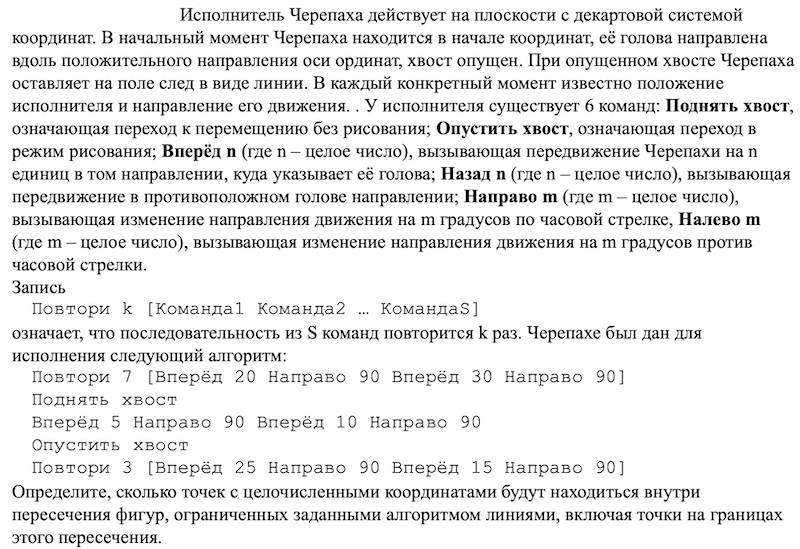 Исполнитель Черепаха действует на плоскости с декартовой системой
координат. В начальный момент Черепаха находится в начале координат, её голова направлена
вдоль положительного направления оси ординат, хвост опущен. При опущенном хвосте Черепаха
оставляет на поле след в виде линии. В каждый конкретный момент известно положение
исполнителя и направление его движения. . У исполнителя существует 6 команд: Поднять хвост,
означающая переход к перемещению без рисования; Опустить хвост, означающая переход в
режим рисования; Вперёд n (где n – целое число), вызывающая передвижение Черепахи на n
единиц в том направлении, куда указывает её голова; Назад n (где n – целое число), вызывающая
передвижение в противоположном голове направлении; Направо m (где m – целое число),
вызывающая изменение направления движения на m градусов по часовой стрелке, Налево m
(где m – целое число), вызывающая изменение направления движения на m градусов против
часовой стрелки.
Запись
Повтори k [Команда1 Команда2 … КомандаS]
означает, что последовательность из S команд повторится k раз. Черепахе был дан для
исполнения следующий алгоритм:
Повтори 7 [Вперёд 20 Направо 90 Вперёд 30 Направо 90]
Поднять хвост
Вперёд 5 Направо 90 Вперёд 10 Направо 90
Опустить хвост
Повтори 3 [Вперёд 25 Направо 90 Вперёд 15 Направо 90]
Определите, сколько точек с целочисленными координатами будут находиться внутри
пересечения фигур, ограниченных заданными алгоритмом линиями, включая точки на границах
этого пересечения.